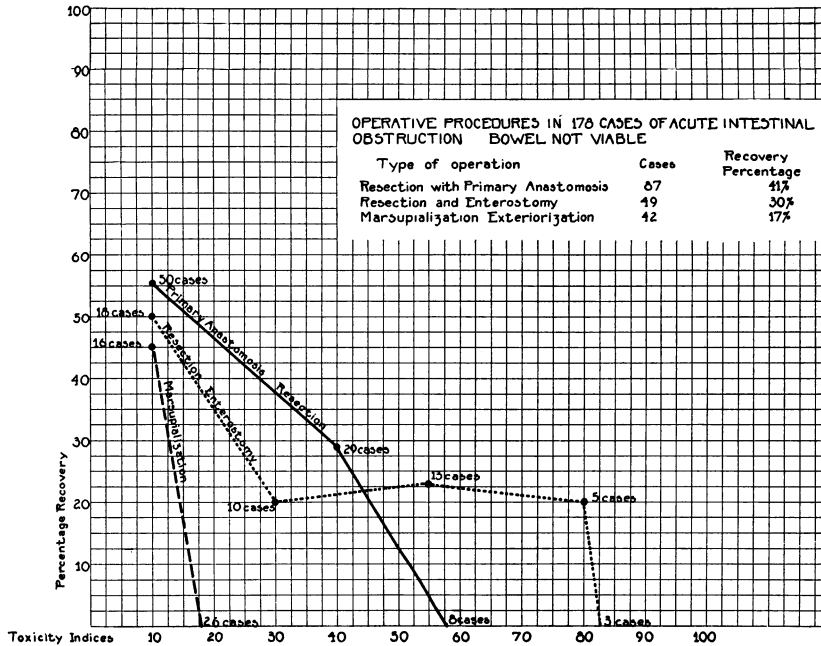 100
90
80
70
60
50
40
30
20
10
Percentage Recovery
OPERATIVE PROCEDURES IN 178 CASES OF ACUTE INTESTINAL
OBSTRUCTION BOWEL NOT VIABLE
Type of operation Cases Recovery Percentage
Resection with Primary Anastomosis 87 41%
Resection and Enterostomy 49 30%
Marsupialization Exteriorization 42 17%
50 cases
18 cases
16 cases
Primary Anastomosis Resection
Resection Enterostomy
Marsupialisation
29 cases
10 cases
13 cases
5 cases
26 cases
8 cases
3 cases
Toxicity Indices 10 20 30 40 50 60 70 80 90 100